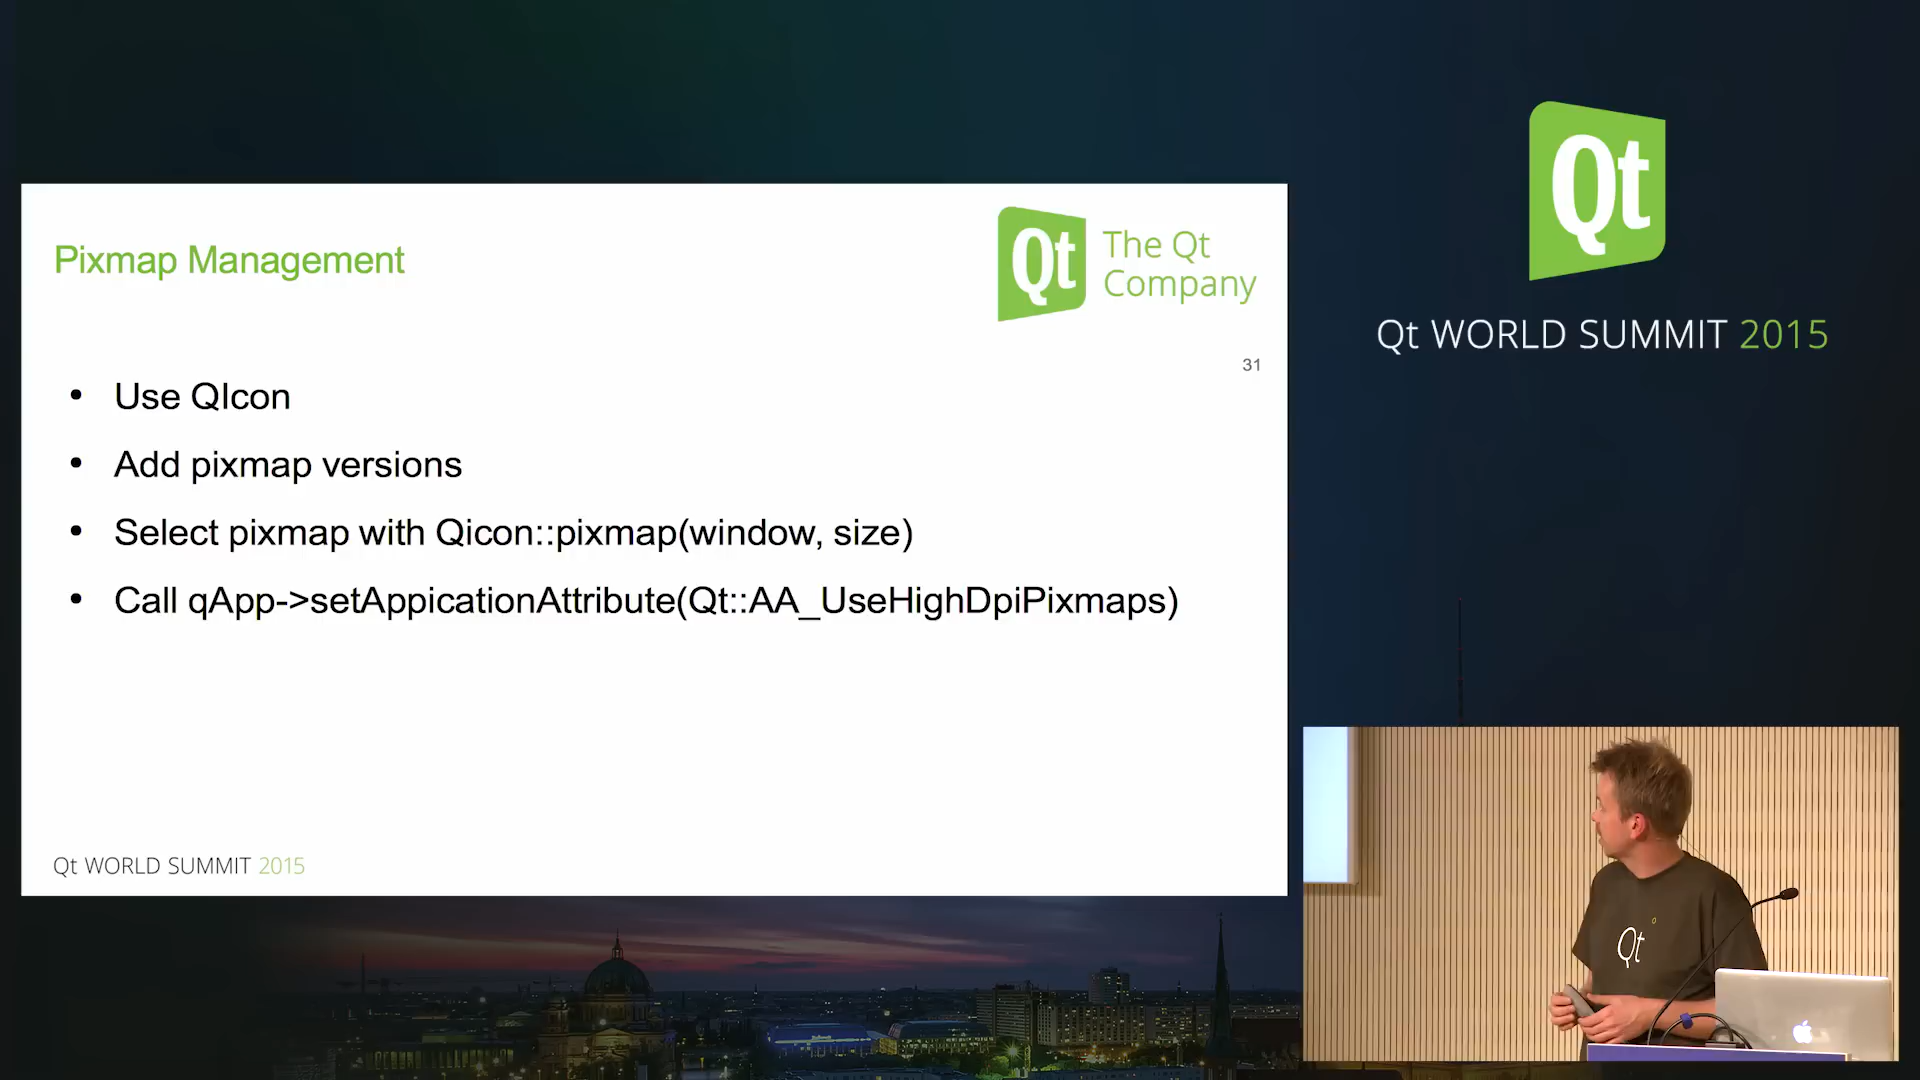 Pixmap Management
Qt
The Qt
Company
31
• Use QIcon
• Add pixmap versions
• Select pixmap with Qicon::pixmap(window, size)
• Call qApp->setAppicationAttribute(Qt::AA_UseHighDpiPixmaps)
Qt WORLD SUMMIT 2015
Qt
Qt WORLD SUMMIT 2015
Qt